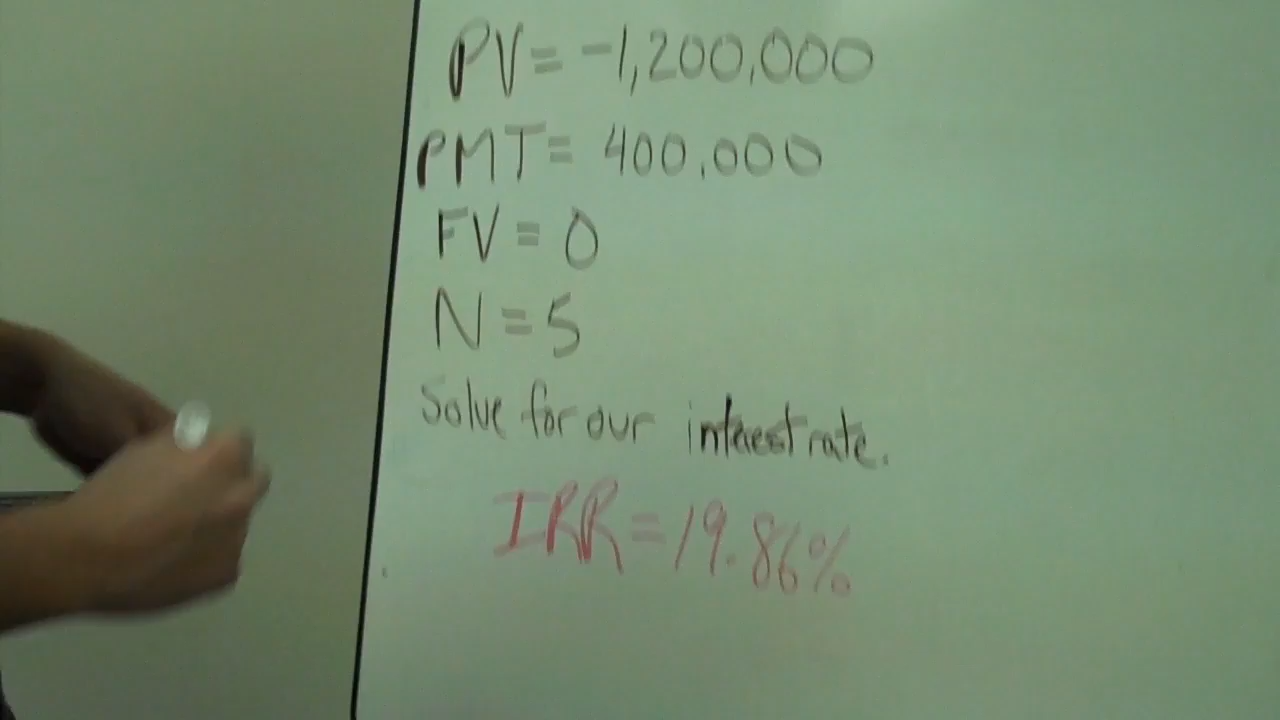 PV = -1,200,000
PMT = 400,000
FV = 0
N = 5
Solve for our interest rate.
IRR = 19.86%